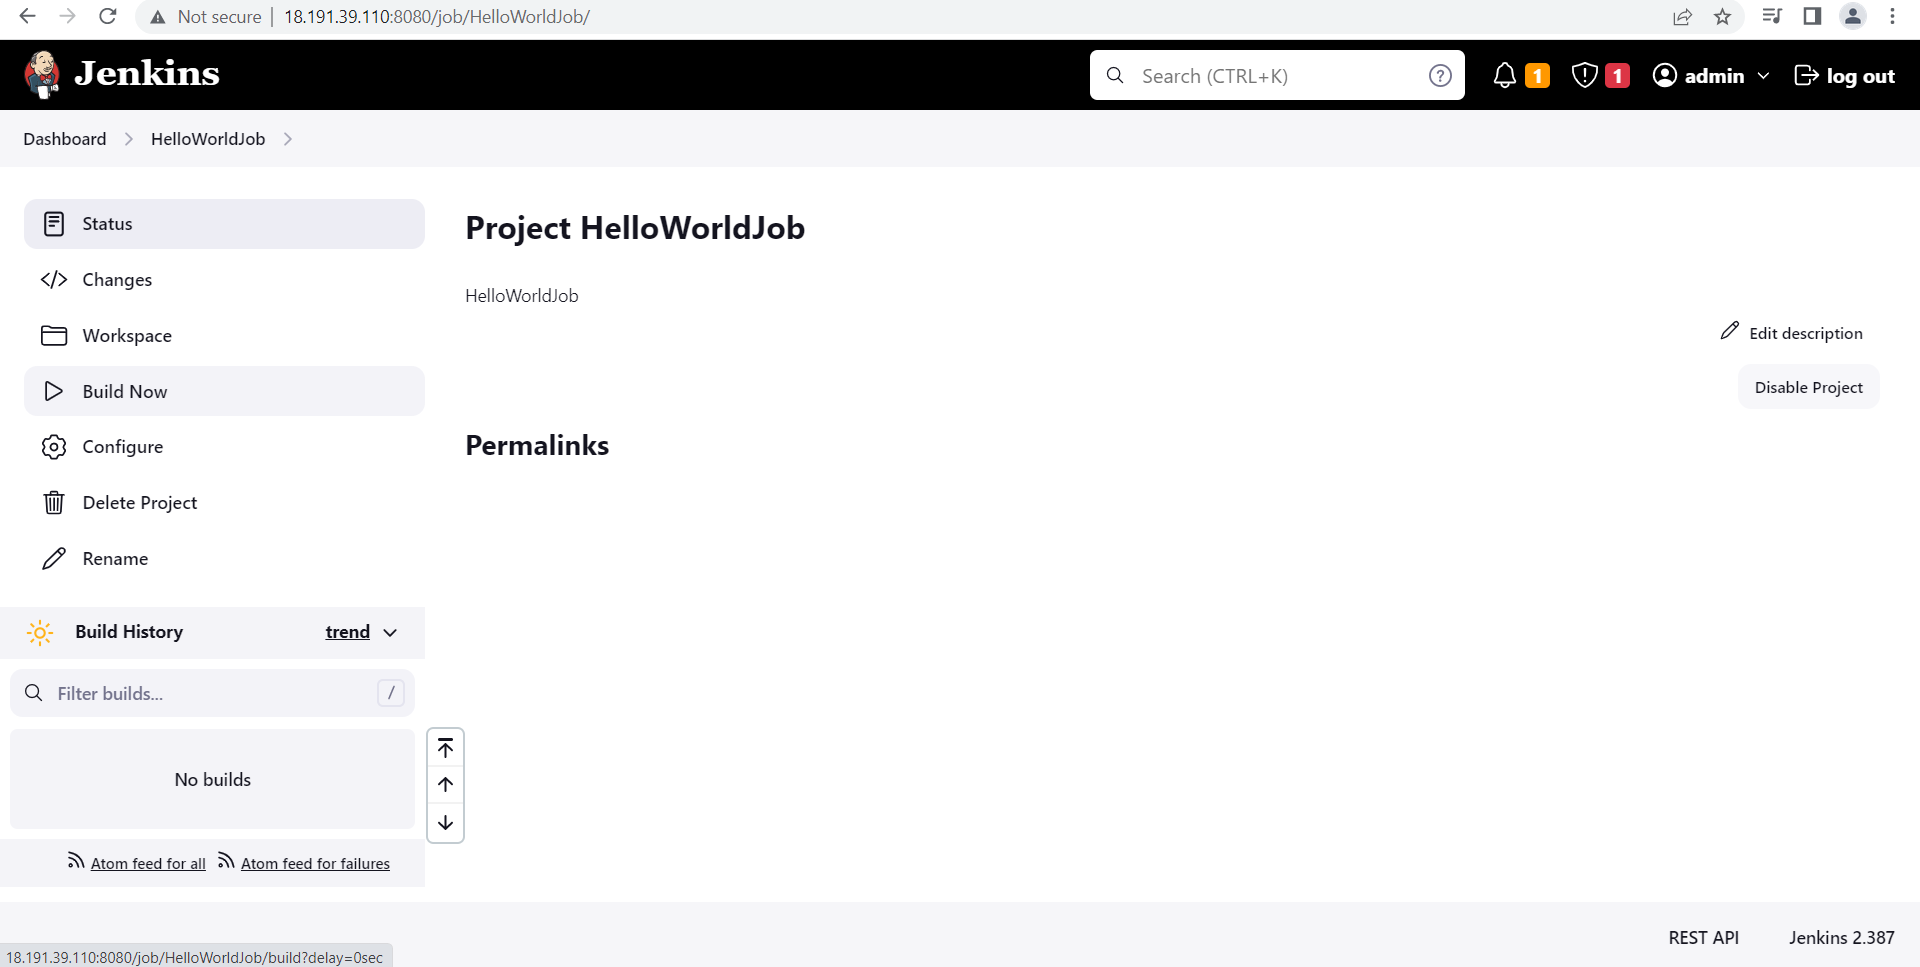 Not secure | 18.191.39.110:8080/job/HelloWorldJob/
Jenkins
Search (CTRL+K)
?
1
1
admin
log out
Dashboard
HelloWorldJob
Status
Changes
Workspace
Build Now
Configure
Delete Project
Rename
Project HelloWorldJob
HelloWorldJob
Edit description
Disable Project
Permalinks
Build History
trend
Filter builds...
/
No builds
Atom feed for all
Atom feed for failures
REST API
Jenkins 2.387
18.191.39.110:8080/job/HelloWorldJob/build?delay=0sec